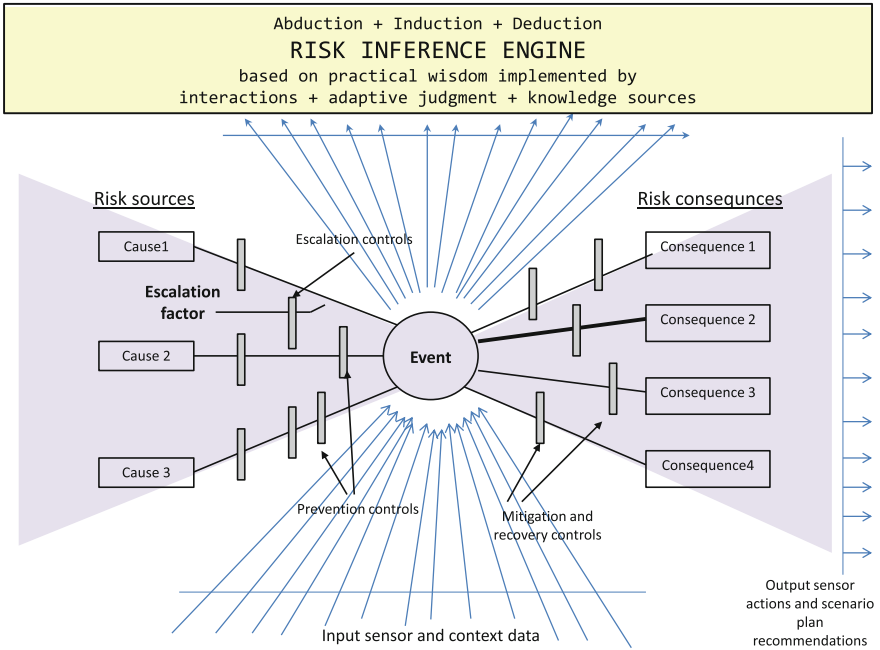 Abduction + Induction + Deduction
RISK INFERENCE ENGINE
based on practical wisdom implemented by
interactions + adaptive judgment + knowledge sources
Risk sources
Risk consequnces
Escalation controls
Cause1
Consequence 1
Escalation
factor
Consequence 2
Cause 2
Event
Consequence 3
Cause 3
Consequence4
Prevention controls
Mitigation and
recovery controls
Output sensor
actions and scenario
plan
recommendations
Input sensor and context data